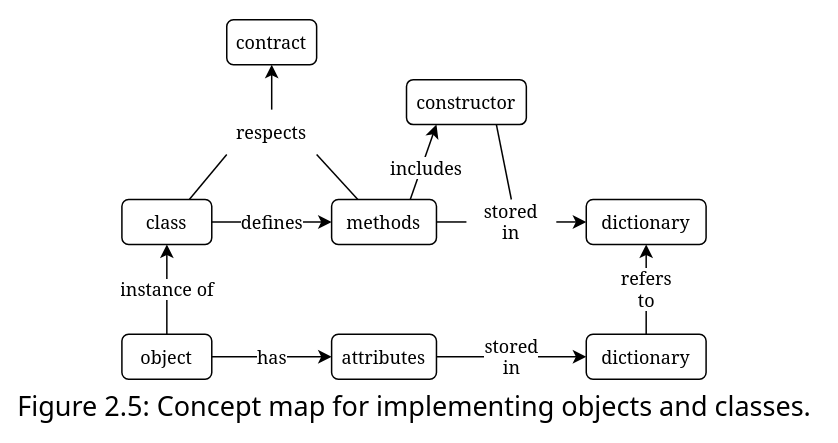 contract
constructor
respects
includes
class
defines
methods
stored
in
dictionary
instance of
refers
to
object
has
attributes
stored
in
dictionary
Figure 2.5: Concept map for implementing objects and classes.